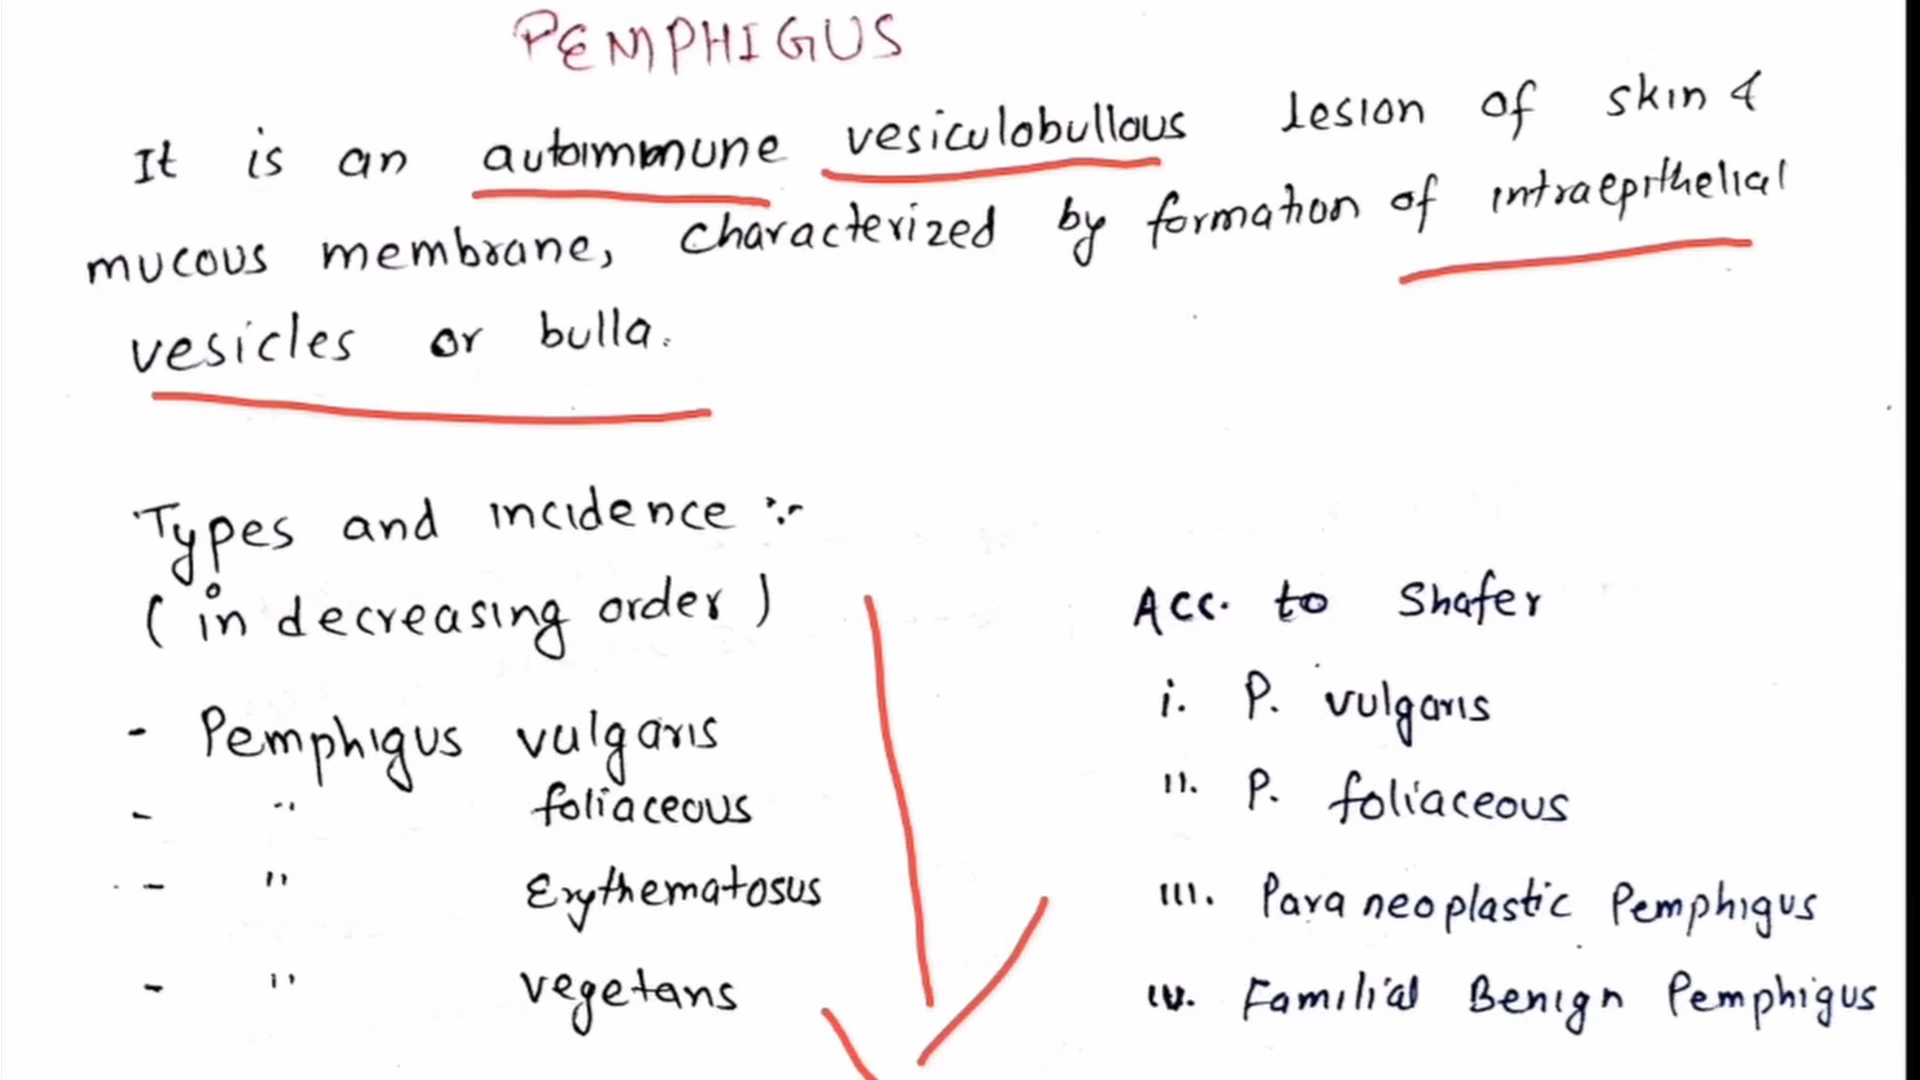 PEMPHIGUS
It is an autoimmune vesiculobullous lesion of skin &
mucous membrane, characterized by formation of intraepithelial
vesicles or bulla.
Types and incidence :-
(in decreasing order)
- Pemphigus vulgaris
- " foliaceous
- " Erythematosus
- " vegetans
Acc. to Shafer
i. P. vulgaris
ii. P. foliaceous
iii. Para neoplastic Pemphigus
iv. Familial Benign Pemphigus